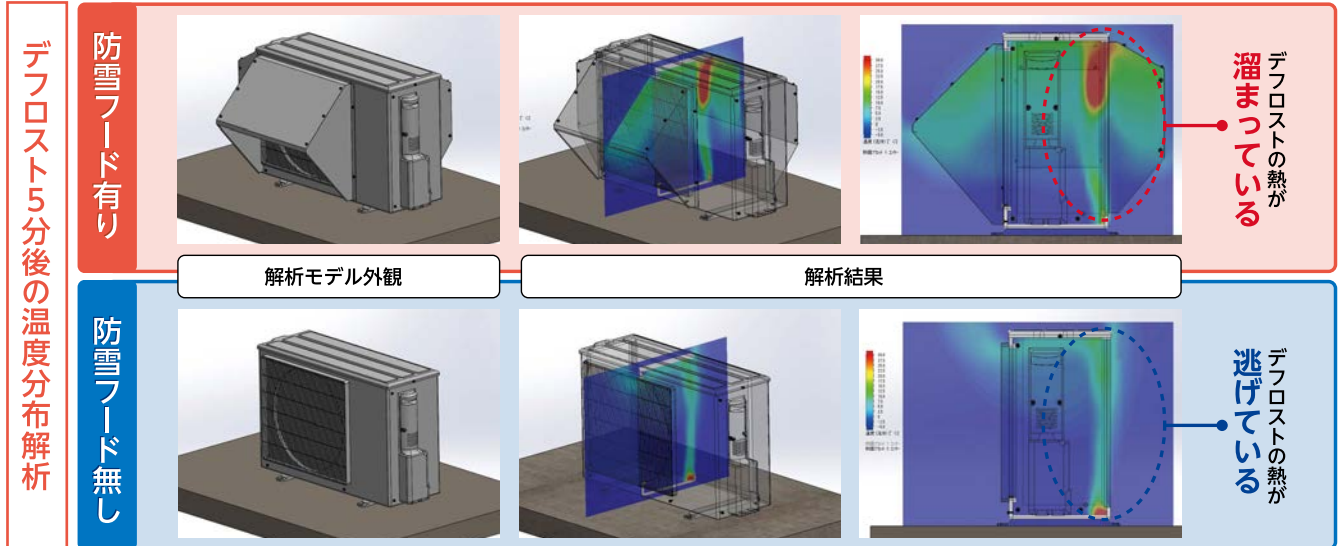 デフロスト5分後の温度分布解析
防雪フード有り
デフロストの熱が
溜まっている
解析モデル外観
解析結果
防雪フード無し
デフロストの熱が
逃げている